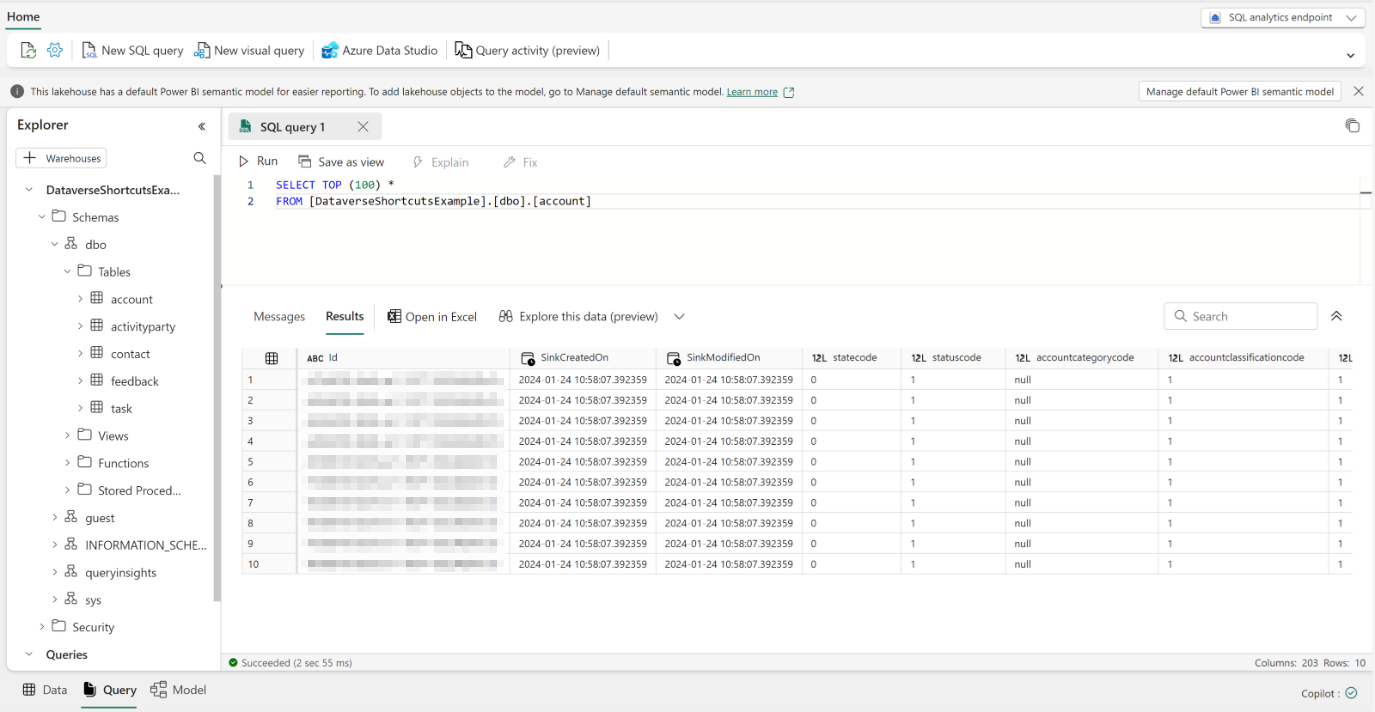 Home
SQL analytics endpoint
New SQL query
New visual query
Azure Data Studio
Query activity (preview)
This lakehouse has a default Power BI semantic model for easier reporting. To add lakehouse objects to the model, go to Manage default semantic model. Learn more
Manage default Power BI semantic model
Explorer
+ Warehouses
DataverseShortcutsExa...
Schemas
dbo
Tables
account
activityparty
contact
feedback
task
Views
Functions
Stored Proced...
guest
INFORMATION_SCHE...
queryinsights
sys
Security
Queries
SQL query 1
Run
Save as view
Explain
Fix
1 SELECT TOP (100) *
2 FROM [DataverseShortcutsExample].[dbo].[account]
Messages
Results
Open in Excel
Explore this data (preview)
Search
ABC Id SinkCreatedOn SinkModifiedOn 12L statecode 12L statuscode 12L accountcategorycode 12L accountclassificationcode 12L
1 2024-01-24 10:58:07.392359 2024-01-24 10:58:07.392359 0 1 null 1 1
2 2024-01-24 10:58:07.392359 2024-01-24 10:58:07.392359 0 1 null 1 1
3 2024-01-24 10:58:07.392359 2024-01-24 10:58:07.392359 0 1 null 1 1
4 2024-01-24 10:58:07.392359 2024-01-24 10:58:07.392359 0 1 null 1 1
5 2024-01-24 10:58:07.392359 2024-01-24 10:58:07.392359 0 1 null 1 1
6 2024-01-24 10:58:07.392359 2024-01-24 10:58:07.392359 0 1 null 1 1
7 2024-01-24 10:58:07.392359 2024-01-24 10:58:07.392359 0 1 null 1 1
8 2024-01-24 10:58:07.392359 2024-01-24 10:58:07.392359 0 1 null 1 1
9 2024-01-24 10:58:07.392359 2024-01-24 10:58:07.392359 0 1 null 1 1
10 2024-01-24 10:58:07.392359 2024-01-24 10:58:07.392359 0 1 null 1 1
Succeeded (2 sec 55 ms)
Columns: 203 Rows: 10
Data
Query
Model
Copilot :